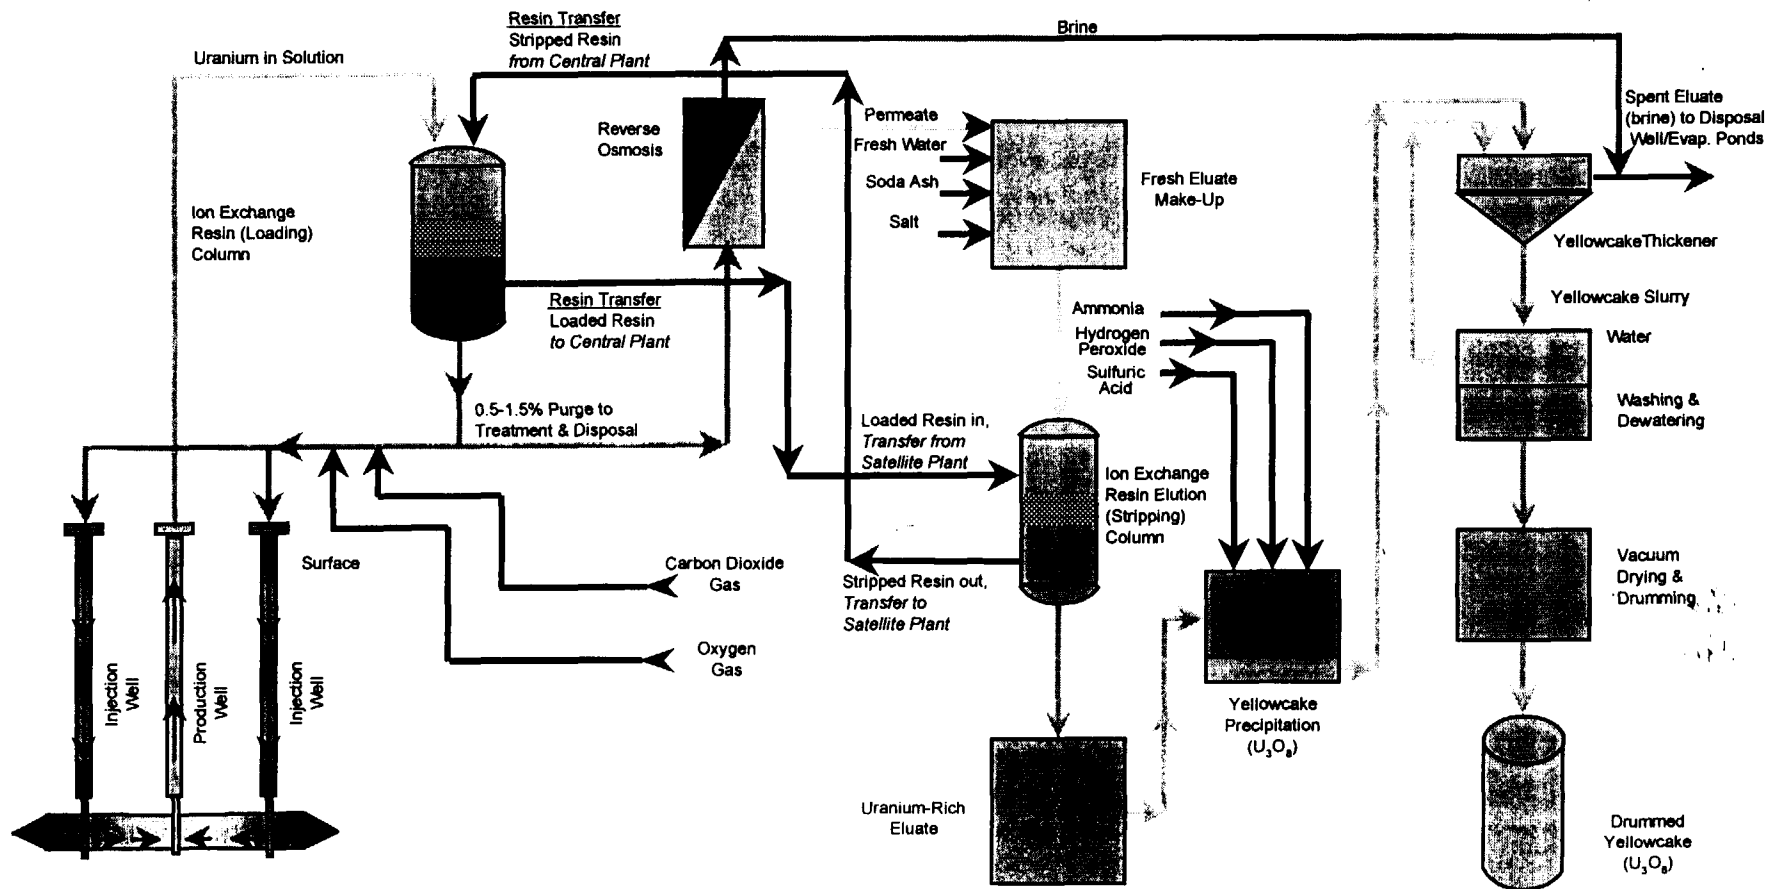 Resin Transfer
Stripped Resin
from Central Plant
Brine
Uranium in Solution
Reverse
Osmosis
Permeate
Fresh Water
Soda Ash
Salt
Fresh Eluate
Make-Up
Spent Eluate
(brine) to Disposal
Well/Evap. Ponds
Ion Exchange
Resin (Loading)
Column
YellowcakeThickener
Resin Transfer
Loaded Resin
to Central Plant
Yellowcake Slurry
Ammonia
Hydrogen
Peroxide
Sulfuric
Acid
Water
Washing &
Dewatering
0.5-1.5% Purge to
Treatment & Disposal
Loaded Resin in,
Transfer from
Satellite Plant
Ion Exchange
Resin Elution
(Stripping)
Column
Surface
Carbon Dioxide
Gas
Stripped Resin out,
Transfer to
Satellite Plant
Vacuum
Drying &
Drumming
Oxygen
Gas
Injection
Well
Production
Well
Injection
Well
Yellowcake
Precipitation
(U₃O₈)
Uranium-Rich
Eluate
Drummed
Yellowcake
(U₃O₈)